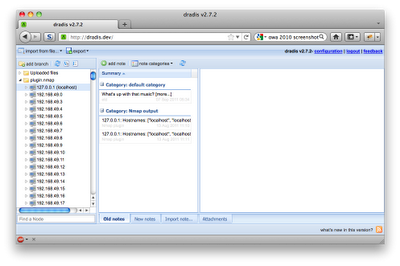 dradis v2.7.2
http://dradis.dev/
owa 2010 screenshot
dradis v2.7.2
import from file...
export
dradis v2.7.2- configuration | logout | feedback
add branch
add note
note categories
Uploaded files
plugin.nmap
127.0.0.1 (localhost)
192.168.49.0
192.168.49.3
192.168.49.4
192.168.49.5
192.168.49.6
192.168.49.7
192.168.49.8
192.168.49.9
192.168.49.10
192.168.49.11
192.168.49.12
192.168.49.13
192.168.49.14
192.168.49.15
192.168.49.16
192.168.49.17
Find a Node
Summary
Category: default category
What's up with that music? [more...]
Category: Nmap output
127.0.0.1: Hostnames: ["localhost", "localhost
127.0.0.1: Hostnames: ["localhost", "localhost
Old notes
New notes
Import note...
Attachments
what's new in this version?